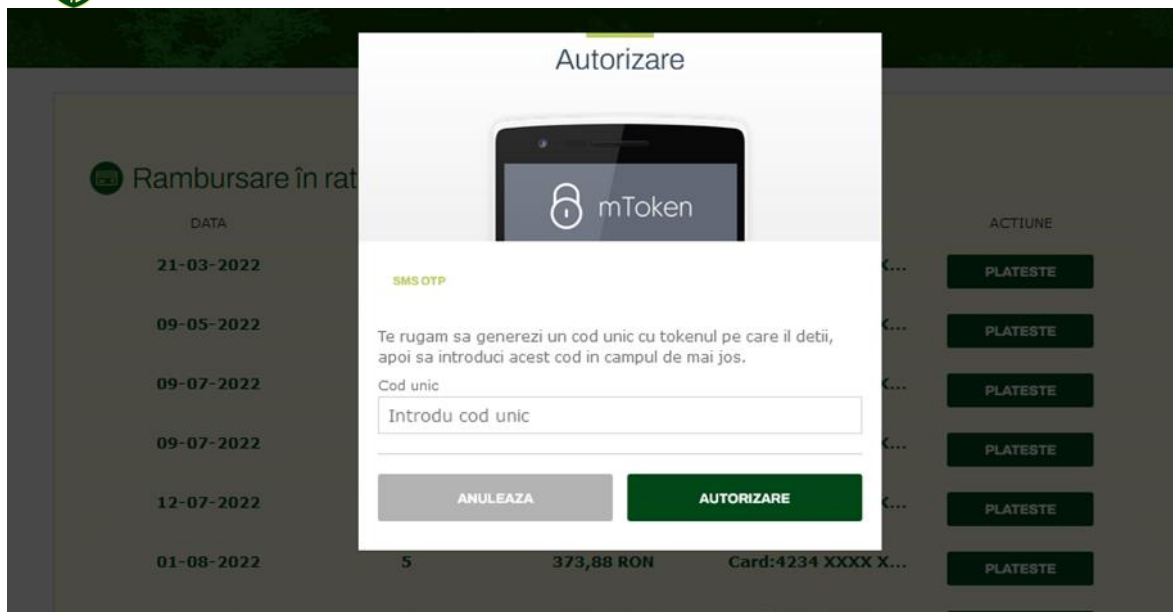 Autorizare
mToken
Rambursare în rat
DATA
ACTIUNE
21-03-2022
PLATESTE
SMS OTP
09-05-2022
PLATESTE
Te rugam sa generezi un cod unic cu tokenul pe care il detii,
apoi sa introduci acest cod in campul de mai jos.
09-07-2022
Cod unic
PLATESTE
Introdu cod unic
09-07-2022
PLATESTE
ANULEAZA
AUTORIZARE
12-07-2022
PLATESTE
01-08-2022 5 373,88 RON Card:4234 XXXX X... PLATESTE